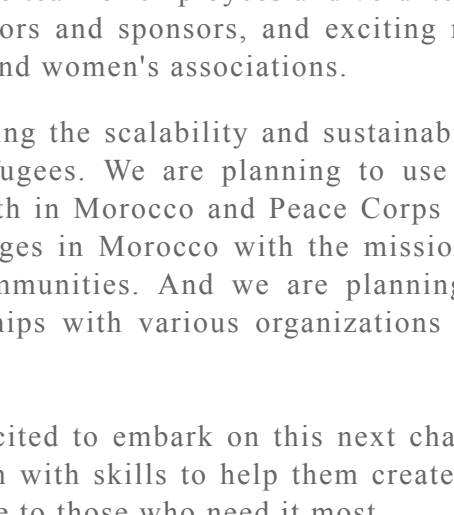 ors and sponsors, and exciting
nd women's associations.
ing the scalability and sustainab
fugees. We are planning to use
th in Morocco and Peace Corps
ges in Morocco with the missio
mmunities. And we are planning
hips with various organizations
cited to embark on this next cha
n with skills to help them create
e to those who need it most